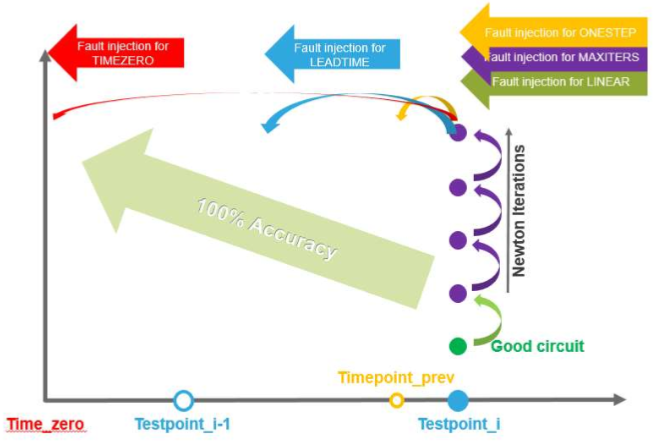 Fault injection for
TIMEZERO
Fault injection for
LEADTIME
Fault injection for ONESTEP
Fault injection for MAXITERS
Fault injection for LINEAR
100% Accuracy
Newton Iterations
Good circuit
Timepoint_prev
Time_zero
Testpoint_i-1
Testpoint_i